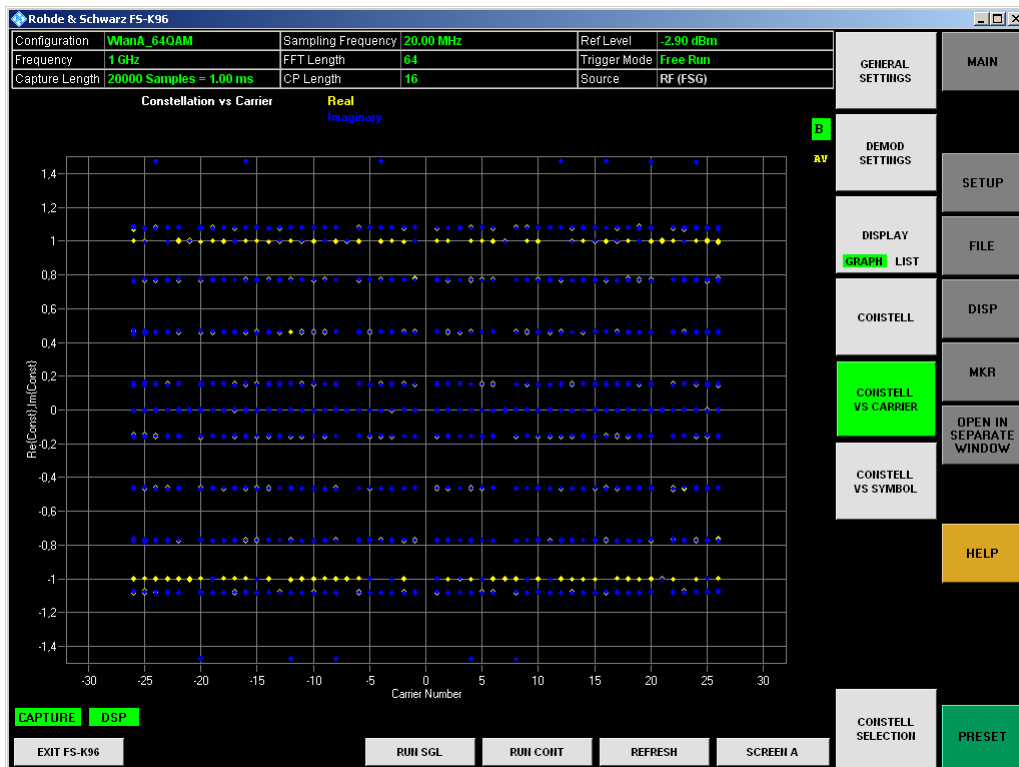 Rohde & Schwarz FS-K96
Configuration WlanA_64QAM Sampling Frequency 20.00 MHz Ref Level -2.90 dBm
Frequency 1 GHz FFT Length 64 Trigger Mode Free Run
Capture Length 20000 Samples = 1.00 ms CP Length 16 Source RF (FSG)
Constellation vs Carrier Real
Imaginary
B
AV
1,4
1,2
1
0,8
0,6
0,4
0,2
0
-0,2
-0,4
-0,6
-0,8
-1
-1,2
-1,4
Re{Const},Im{Const}
-30 -25 -20 -15 -10 -5 0 5 10 15 20 25 30
Carrier Number
CAPTURE DSP
EXIT FS-K96 RUN SGL RUN CONT REFRESH SCREEN A
GENERAL
SETTINGS
DEMOD
SETTINGS
DISPLAY
GRAPH LIST
CONSTELL
CONSTELL
VS CARRIER
CONSTELL
VS SYMBOL
CONSTELL
SELECTION
MAIN
SETUP
FILE
DISP
MKR
OPEN IN
SEPARATE
WINDOW
HELP
PRESET